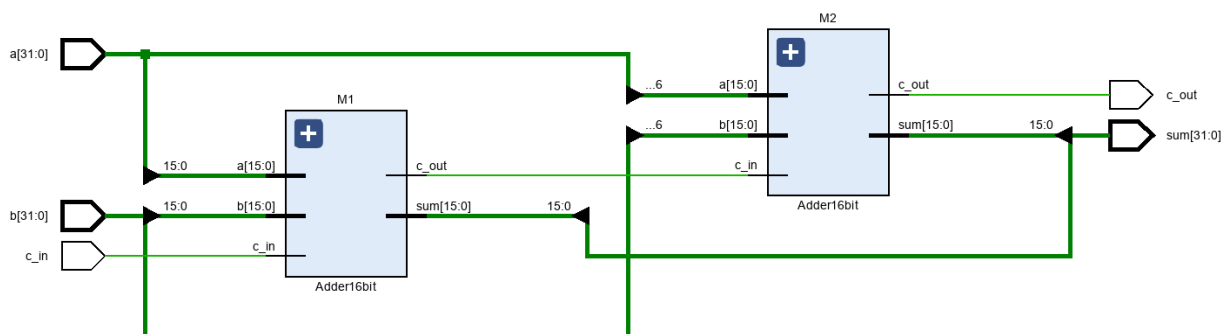 M2
a[31:0]
...6
a[15:0]
c_out
c_out
M1
...6
b[15:0]
sum[15:0]
15:0
sum[31:0]
15:0
a[15:0]
c_out
c_in
b[31:0]
15:0
b[15:0]
sum[15:0]
15:0
Adder16bit
c_in
c_in
Adder16bit